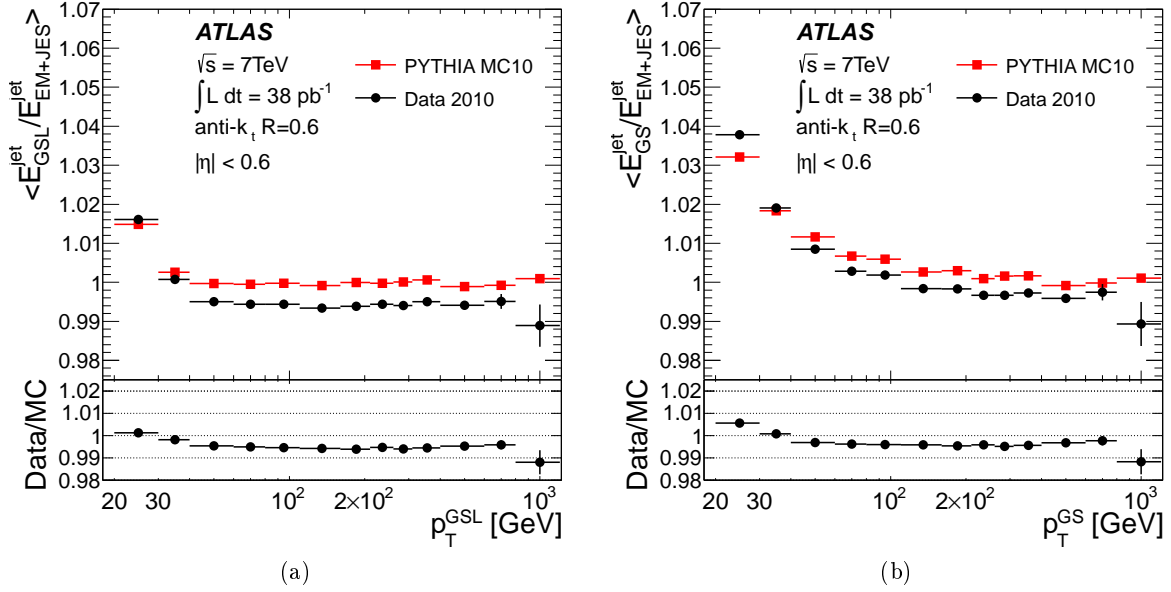 <E^jet_GSL/E^jet_EM+JES>
1.07
1.06
1.05
1.04
1.03
1.02
1.01
1
0.99
0.98
ATLAS
√s = 7TeV
∫L dt = 38 pb⁻¹
anti-k_t R=0.6
|η| < 0.6
PYTHIA MC10
Data 2010
Data/MC
1.02
1.01
1
0.99
0.98
20 30 10² 2×10² 10³
p_T^GSL [GeV]
(a)
<E^jet_GS/E^jet_EM+JES>
1.07
1.06
1.05
1.04
1.03
1.02
1.01
1
0.99
0.98
ATLAS
√s = 7TeV
∫L dt = 38 pb⁻¹
anti-k_t R=0.6
|η| < 0.6
PYTHIA MC10
Data 2010
Data/MC
1.02
1.01
1
0.99
0.98
20 30 10² 2×10² 10³
p_T^GS [GeV]
(b)